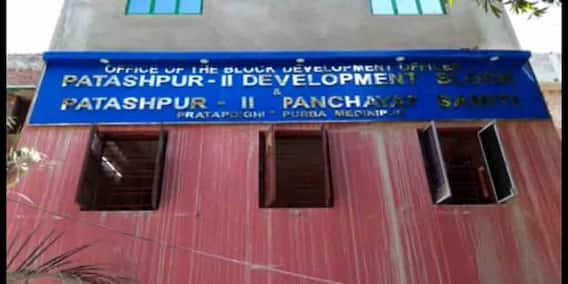 OFFICE OF THE BLOCK DEVELOPMENT OFFICER
PATASHPUR-II DEVELOPMENT BLOCK
&
PATASHPUR - II PANCHAYAT SAMITI
PRATAPDIGHI * PURBA MEDINIPUR